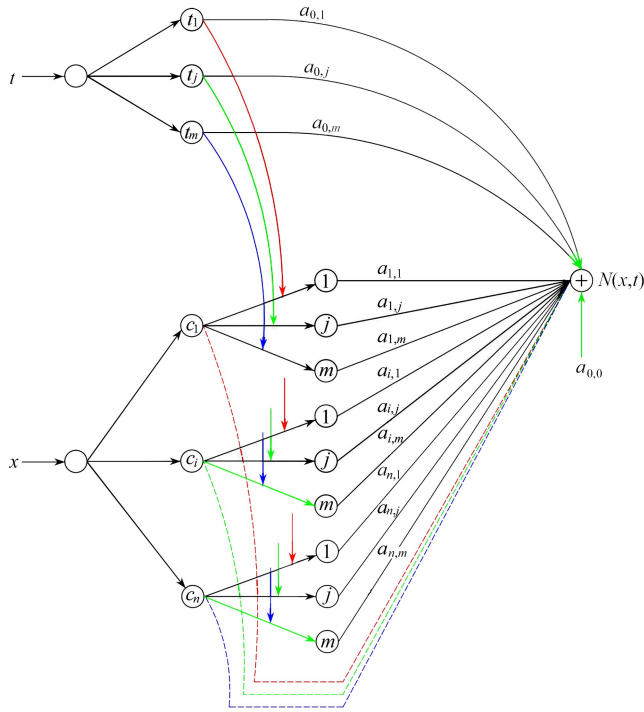 t
t1
tj
tm
a0,1
a0,j
a0,m
N(x,t)
+
a0,0
x
c1
ci
cn
1
j
m
1
j
m
1
j
m
a1,1
a1,j
a1,m
ai,1
ai,j
ai,m
an,1
an,j
an,m